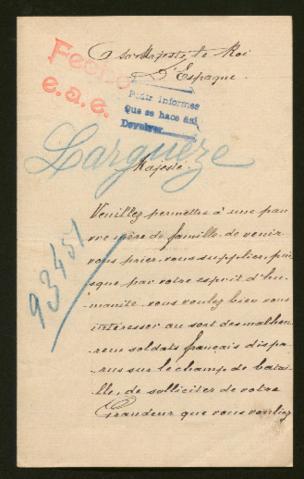 A sa Majesté le Roi
D'Espagne.
Fecho
e.a.e.
Pedir informes
que se hace así
Devolver
Larguèze
Majesté.
93451
Veuillez permettre à une pau
vre mère de famille de venir
vous prier, vous supplier, puis
que par votre esprit d'hu
manité vous voulez bien vous
intéresser au sort des malheu
reux soldats français dispa
rus sur le champ de batai
lle, de solliciter de votre
Grandeur que vous vouliez